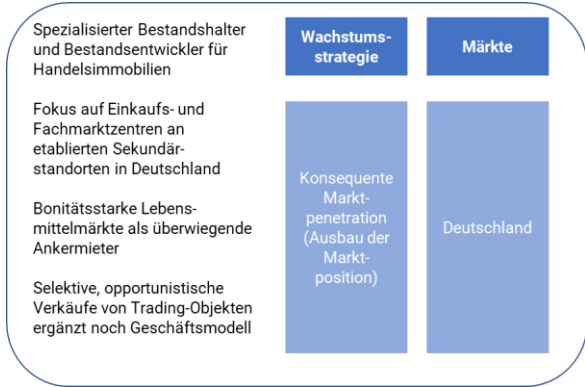 Spezialisierter Bestandshalter
und Bestandsentwickler für
Handelsimmobilien
Fokus auf Einkaufs- und
Fachmarktzentren an
etablierten Sekundär-
standorten in Deutschland
Bonitätsstarke Lebens-
mittelmärkte als überwiegende
Ankermieter
Selektive, opportunistische
Verkäufe von Trading-Objekten
ergänzt noch Geschäftsmodell
Wachstums-
strategie
Konsequente
Markt-
penetration
(Ausbau der
Markt-
position)
Märkte
Deutschland